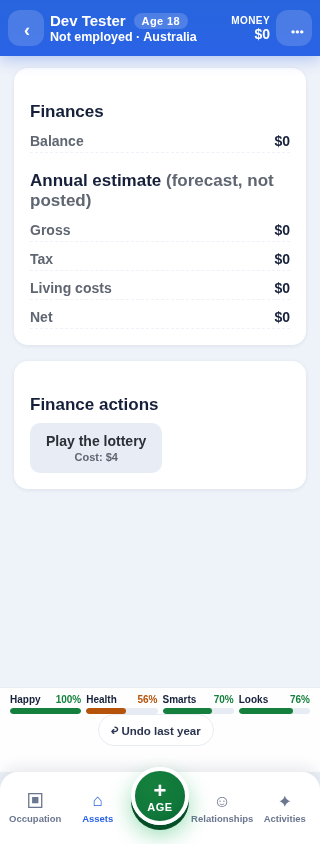 Dev Tester Age 18
Not employed · Australia
MONEY
$0
Finances
Balance $0
Annual estimate (forecast, not
posted)
Gross $0
Tax $0
Living costs $0
Net $0
Finance actions
Play the lottery
Cost: $4
Happy 100% Health 56% Smarts 70% Looks 76%
Undo last year
+
AGE
Occupation Assets Relationships Activities